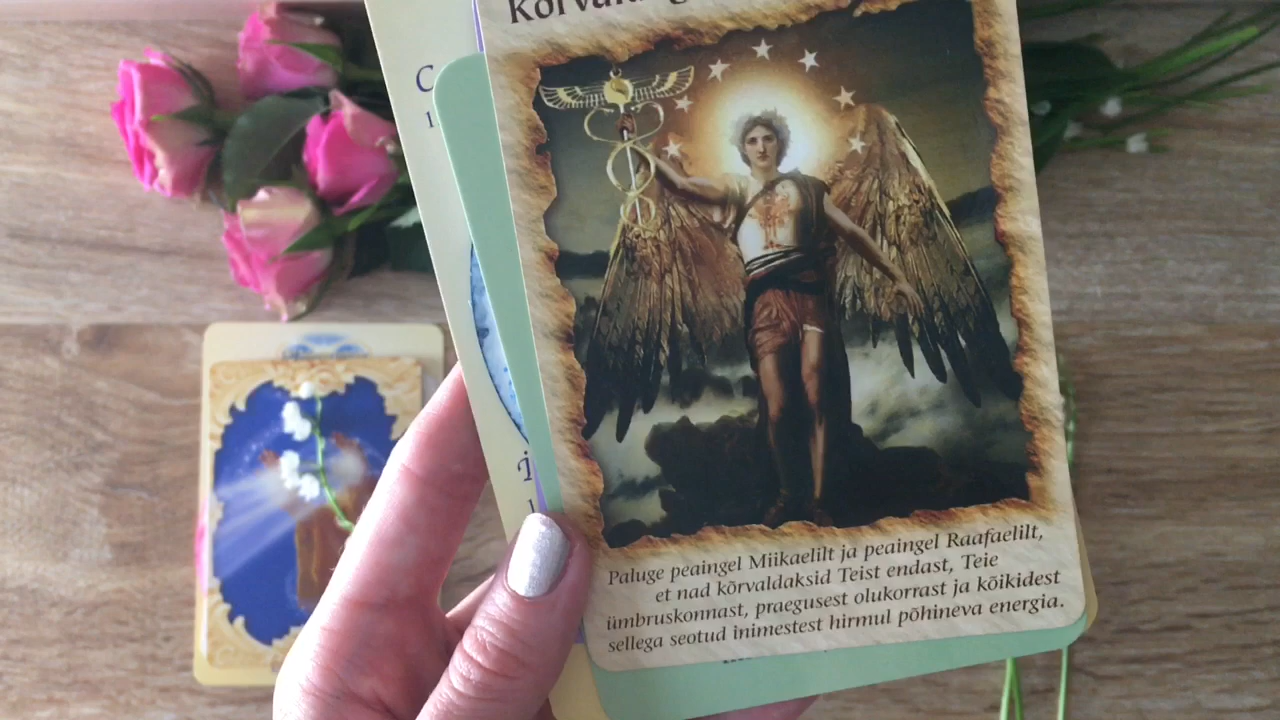 Paluge peaingel Miikaelilt ja peaingel Raafaelilt,
et nad kõrvaldaksid Teist endast, Teie
ümbruskonnast, praegusest olukorrast ja kõikidest
sellega seotud inimestest hirmul põhineva energia.